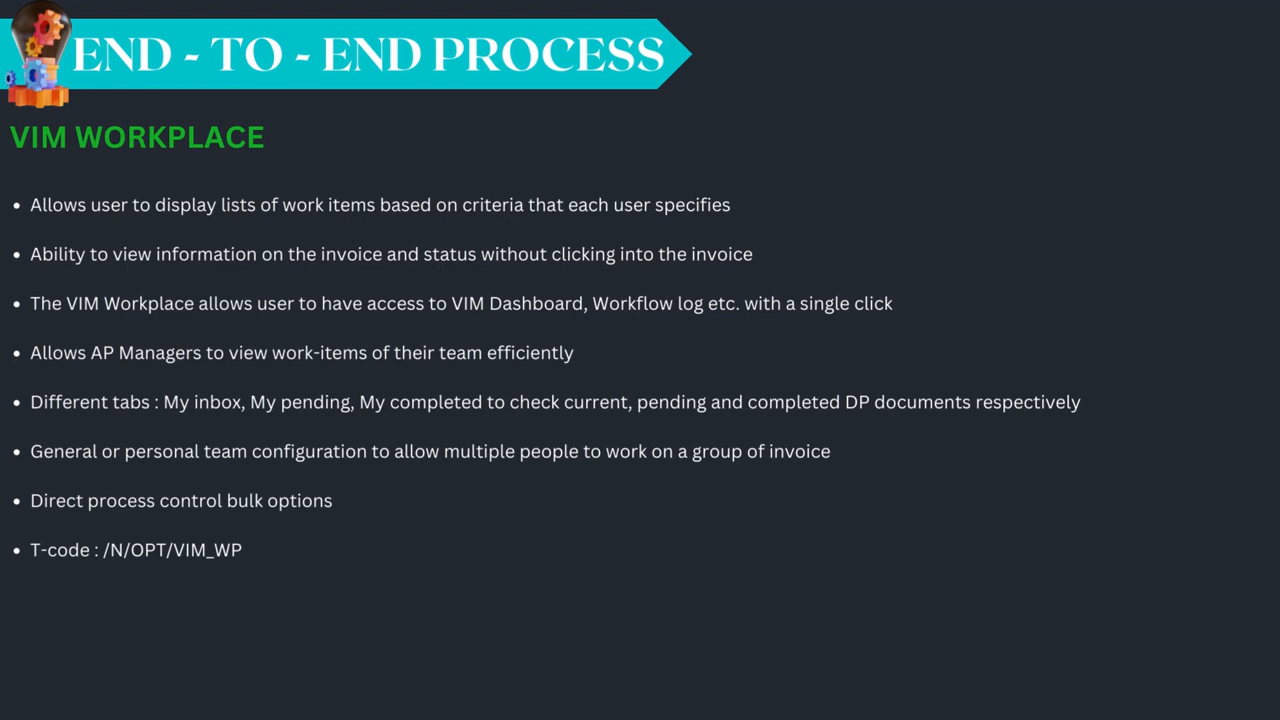 END - TO - END PROCESS
VIM WORKPLACE
• Allows user to display lists of work items based on criteria that each user specifies
• Ability to view information on the invoice and status without clicking into the invoice
• The VIM Workplace allows user to have access to VIM Dashboard, Workflow log etc. with a single click
• Allows AP Managers to view work-items of their team efficiently
• Different tabs : My inbox, My pending, My completed to check current, pending and completed DP documents respectively
• General or personal team configuration to allow multiple people to work on a group of invoice
• Direct process control bulk options
• T-code : /N/OPT/VIM_WP